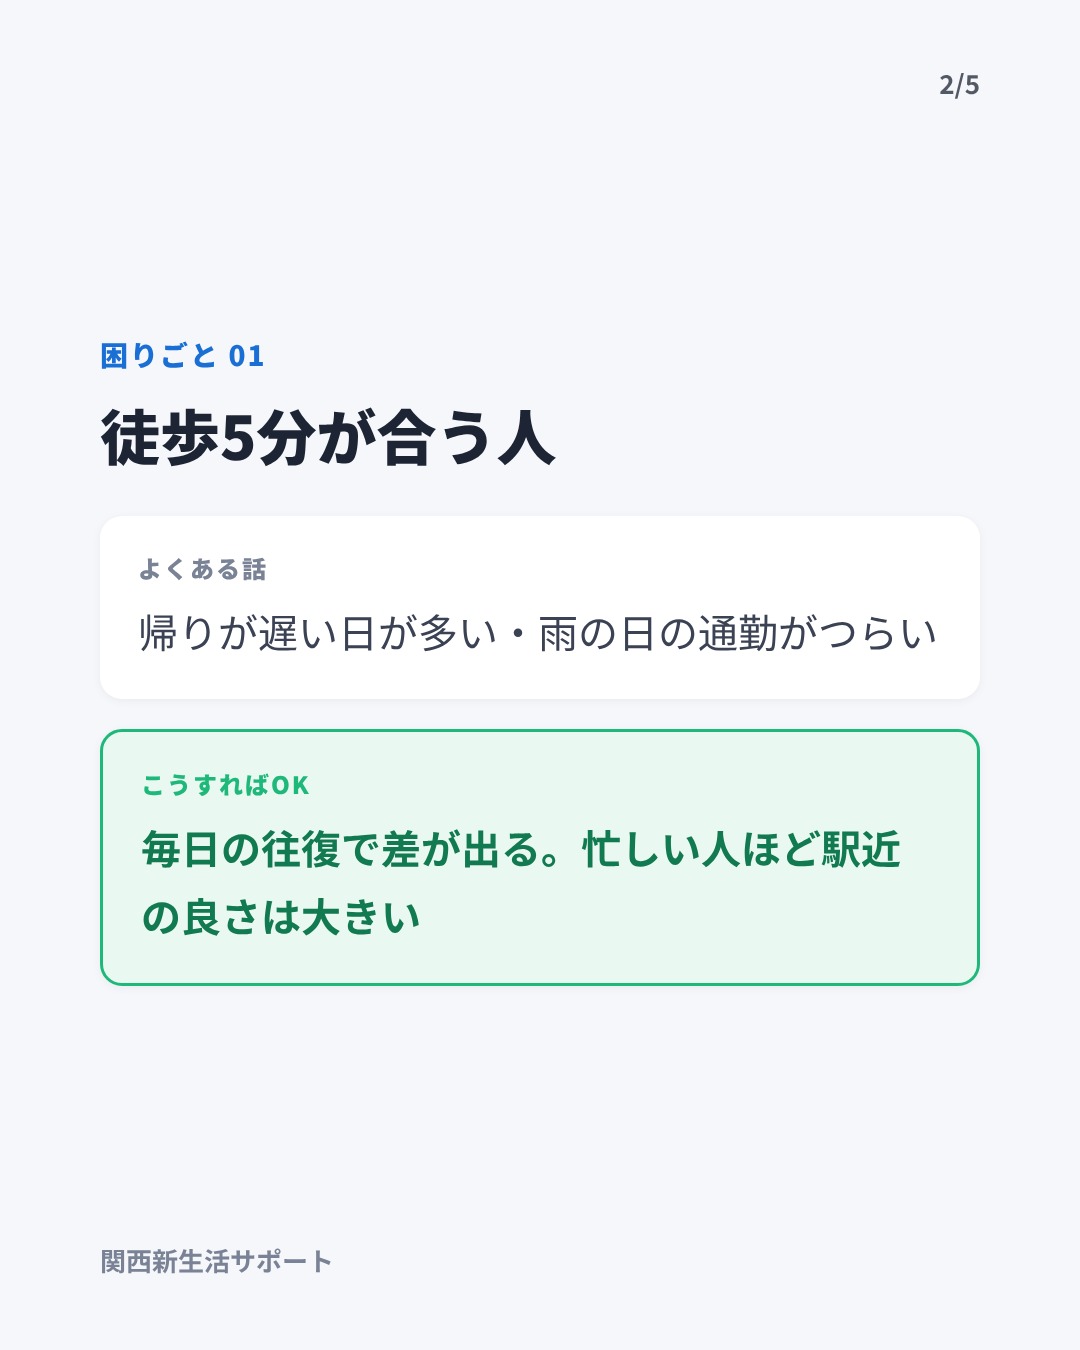 2/5
困りごと 01
徒歩5分が合う人
よくある話
帰りが遅い日が多い・雨の日の通勤がつらい
こうすればOK
毎日の往復で差が出る。忙しい人ほど駅近
の良さは大きい
関西新生活サポート